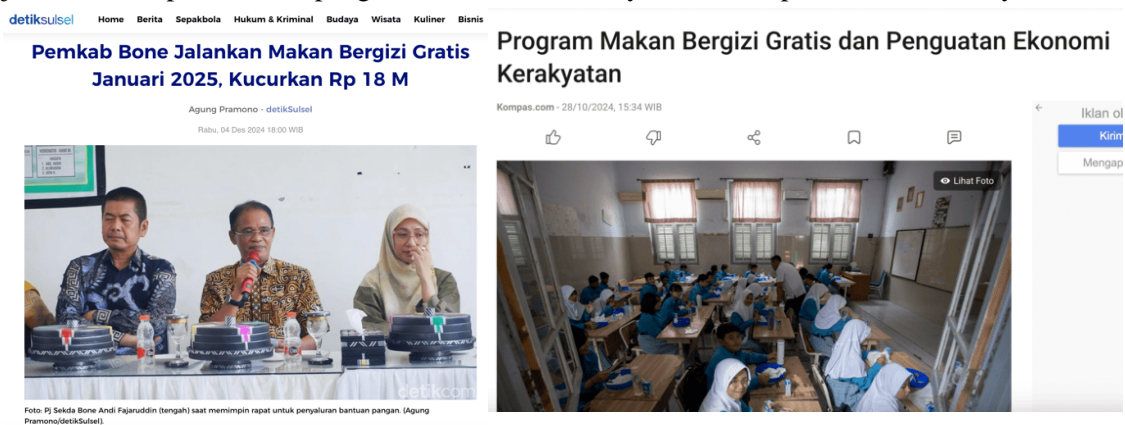 detiksulsel
Home Berita Sepakbola Hukum & Kriminal Budaya Wisata Kuliner Bisnis
Pemkab Bone Jalankan Makan Bergizi Gratis
Januari 2025, Kucurkan Rp 18 M
Agung Pramono - detikSulsel
Rabu, 04 Des 2024 18:00 WIB
detikcom
Foto: Pj Sekda Bone Andi Fajaruddin (tengah) saat memimpin rapat untuk penyaluran bantuan pangan. (Agung
Pramono/detikSulsel).
Program Makan Bergizi Gratis dan Penguatan Ekonomi
Kerakyatan
Kompas.com - 28/10/2024, 15:34 WIB
Lihat Foto
Iklan ol
Kirim
Mengap